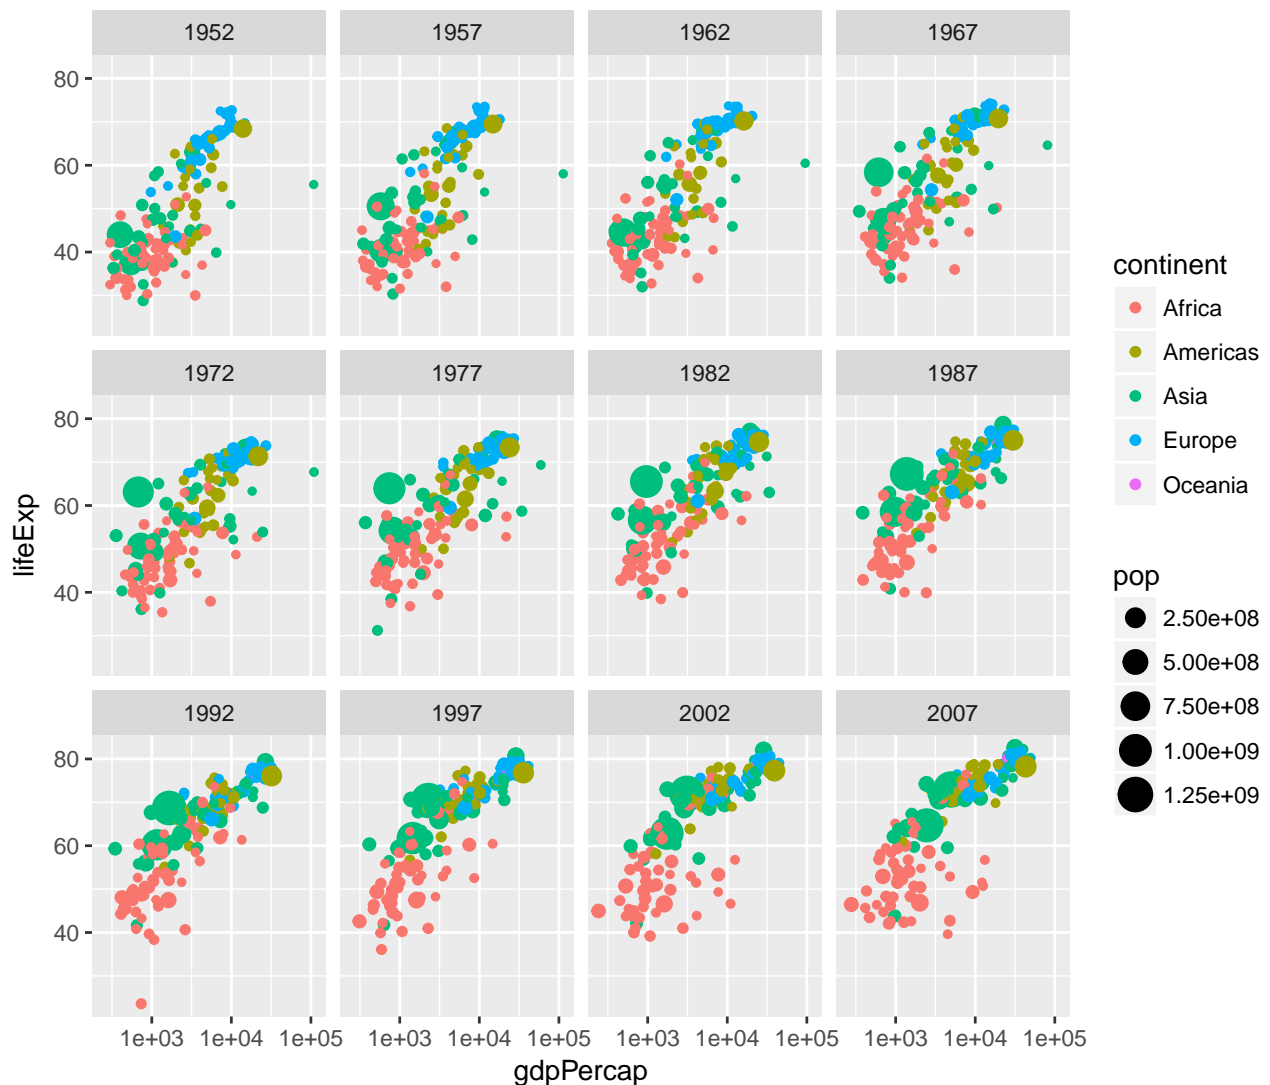 1952 1957 1962 1967
80
60
40
1972 1977 1982 1987
80
60
40
1992 1997 2002 2007
80
60
40
1e+03 1e+04 1e+05 1e+03 1e+04 1e+05 1e+03 1e+04 1e+05 1e+03 1e+04 1e+05
gdpPercap
lifeExp
continent
Africa
Americas
Asia
Europe
Oceania
pop
2.50e+08
5.00e+08
7.50e+08
1.00e+09
1.25e+09